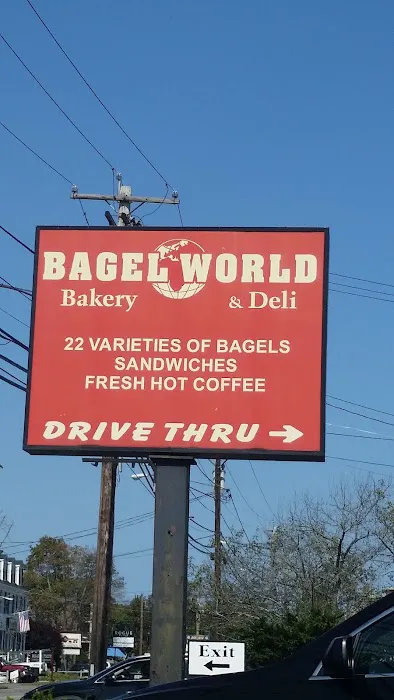 BAGEL WORLD
Bakery & Deli
22 VARIETIES OF BAGELS
SANDWICHES
FRESH HOT COFFEE
DRIVE THRU →
Exit
←